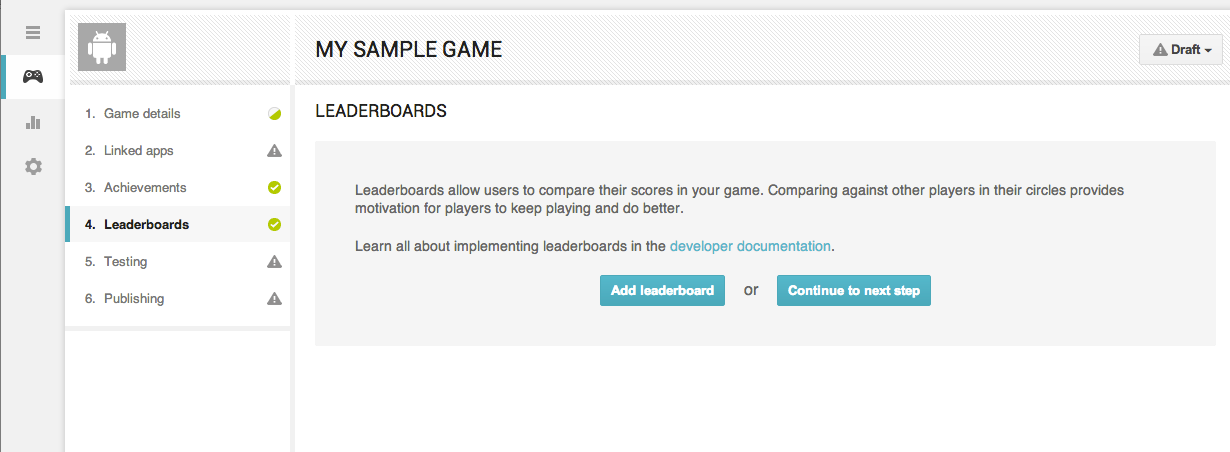 MY SAMPLE GAME
Draft
1. Game details
2. Linked apps
3. Achievements
4. Leaderboards
5. Testing
6. Publishing
LEADERBOARDS
Leaderboards allow users to compare their scores in your game. Comparing against other players in their circles provides
motivation for players to keep playing and do better.
Learn all about implementing leaderboards in the developer documentation.
Add leaderboard or Continue to next step